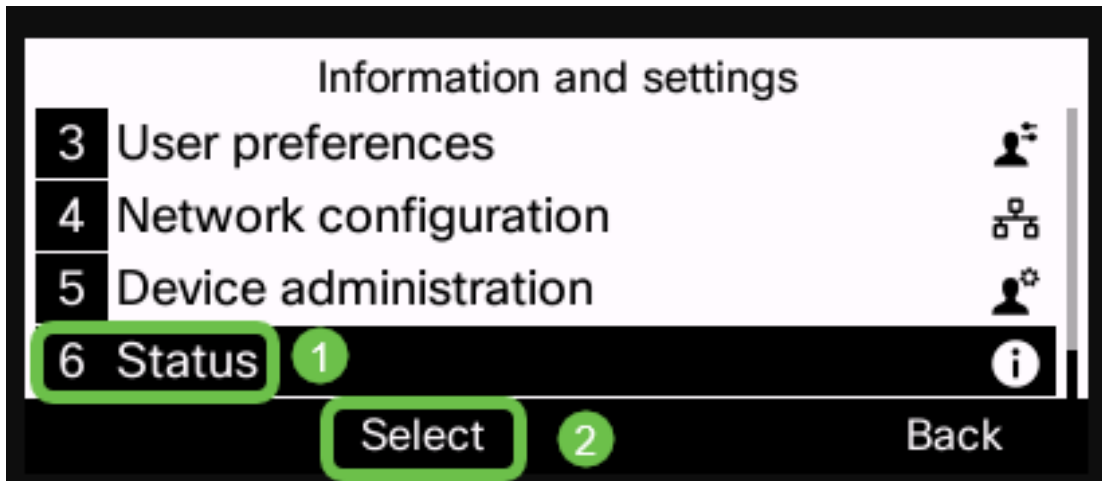 Information and settings
3 User preferences
4 Network configuration
5 Device administration
6 Status 1
Select 2 Back